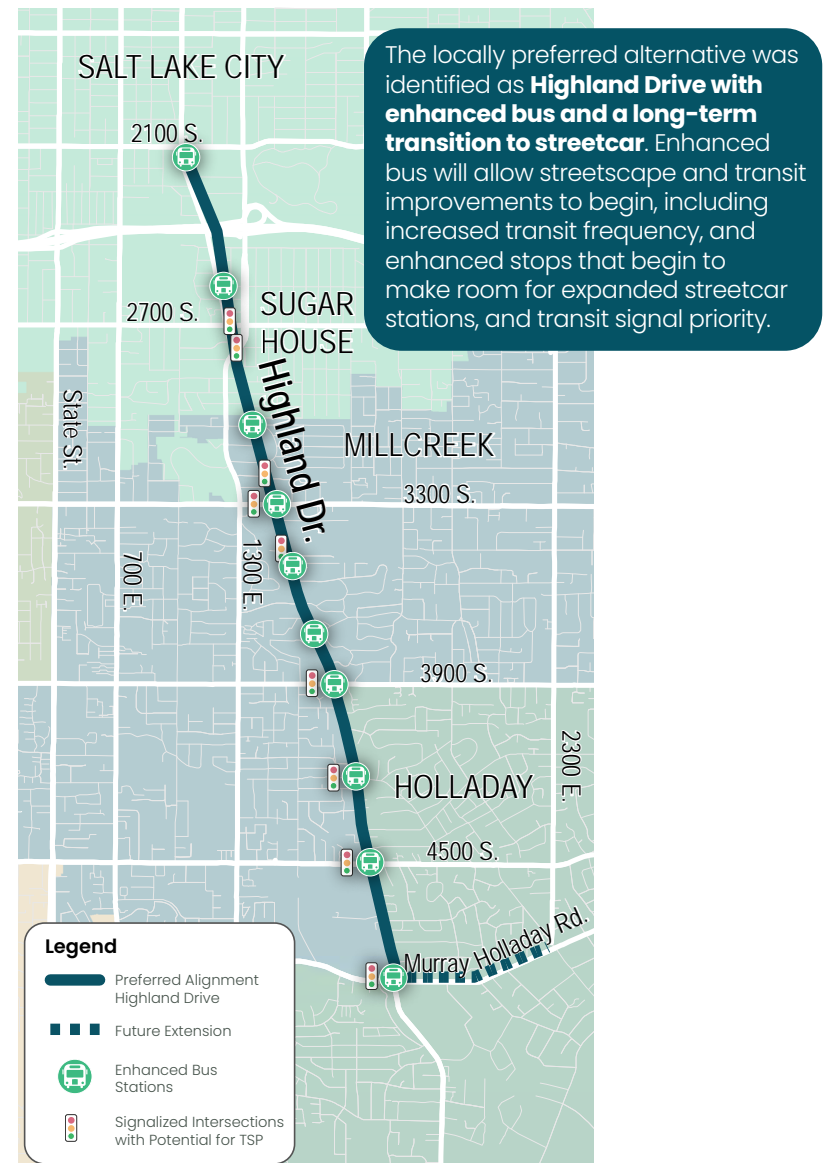 SALT LAKE CITY
The locally preferred alternative was
identified as Highland Drive with
enhanced bus and a long-term
transition to streetcar. Enhanced
bus will allow streetscape and transit
improvements to begin, including
increased transit frequency, and
enhanced stops that begin to
make room for expanded streetcar
stations, and transit signal priority.
2100 S.
2700 S.
SUGAR
HOUSE
Highland Dr.
State St.
MILLCREEK
3300 S.
700 E.
1300 E.
3900 S.
2300 E.
HOLLADAY
4500 S.
Murray Holladay Rd.
Legend
Preferred Alignment
Highland Drive
Future Extension
Enhanced Bus
Stations
Signalized Intersections
with Potential for TSP